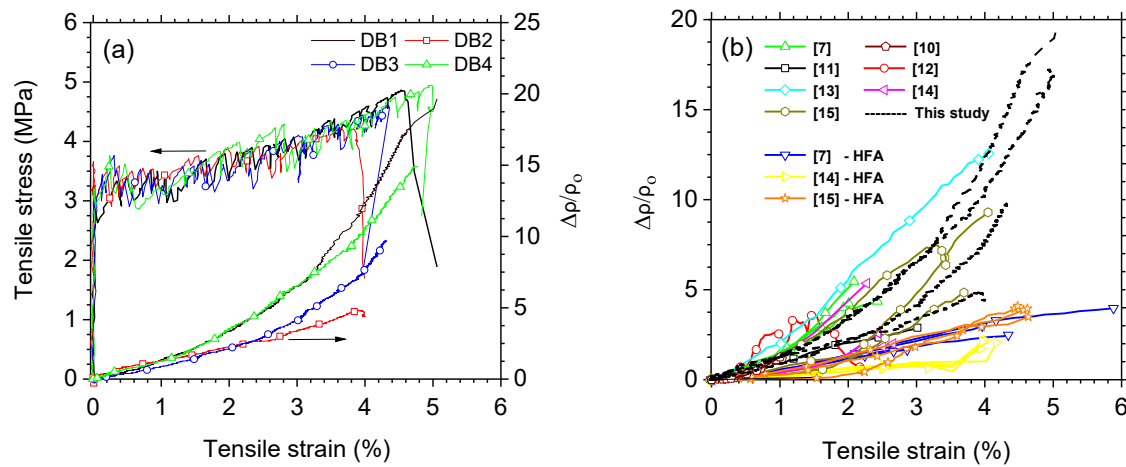 (a)
DB1 DB2
DB3 DB4
Tensile stress (MPa)
6
5
4
3
2
1
0
25
20
15
10
5
0
Δρ/ρo
0 1 2 3 4 5 6
Tensile strain (%)
(b)
[7] [10]
[11] [12]
[13] [14]
[15] This study
[7] - HFA
[14] - HFA
[15] - HFA
Δρ/ρo
20
15
10
5
0
0 1 2 3 4 5 6
Tensile strain (%)